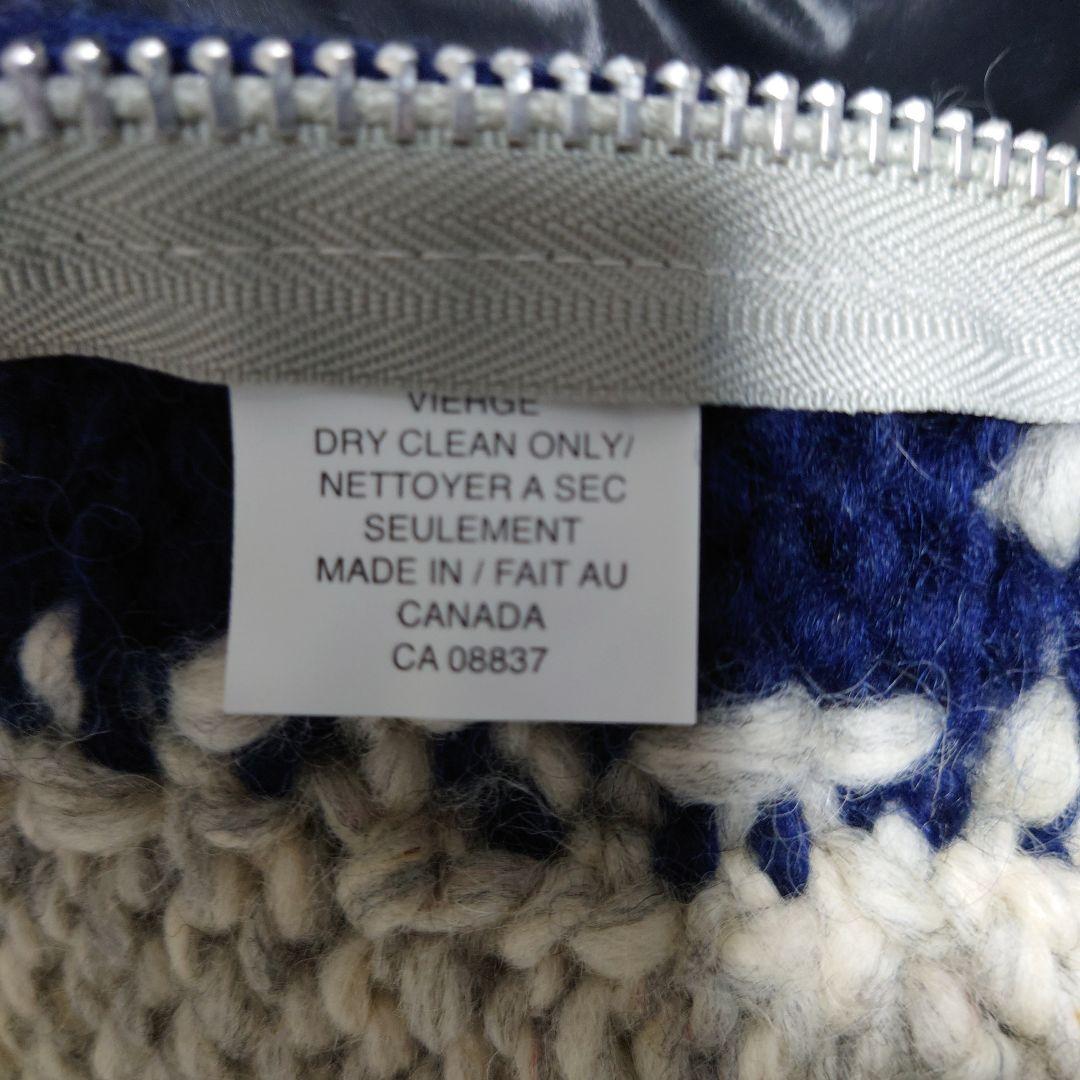 VIERGE
DRY CLEAN ONLY/
NETTOYER A SEC
SEULEMENT
MADE IN / FAIT AU
CANADA
CA 08837